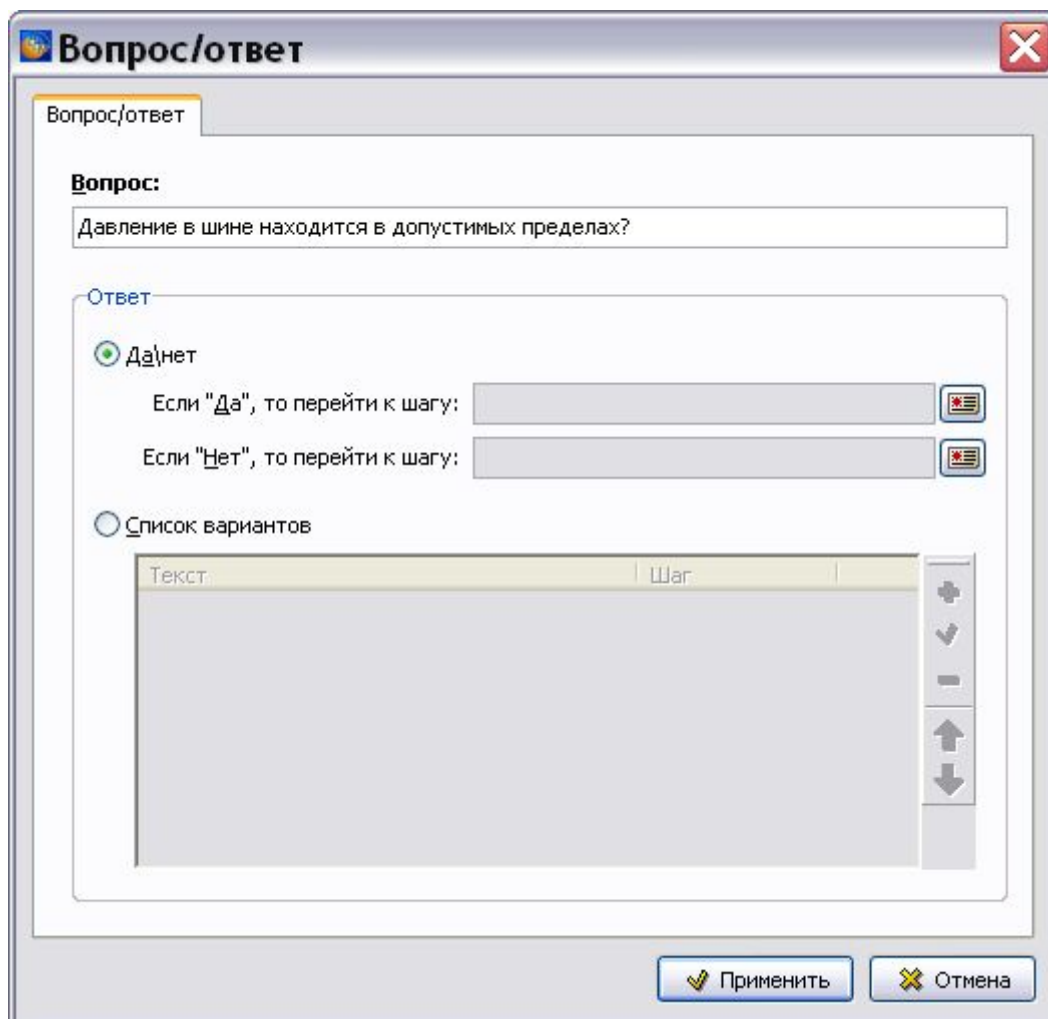 Вопрос/ответ
Вопрос/ответ
Вопрос:
Давление в шине находится в допустимых пределах?
Ответ
Да\нет
Если "Да", то перейти к шагу:
Если "Нет", то перейти к шагу:
Список вариантов
Текст Шаг
Применить Отмена